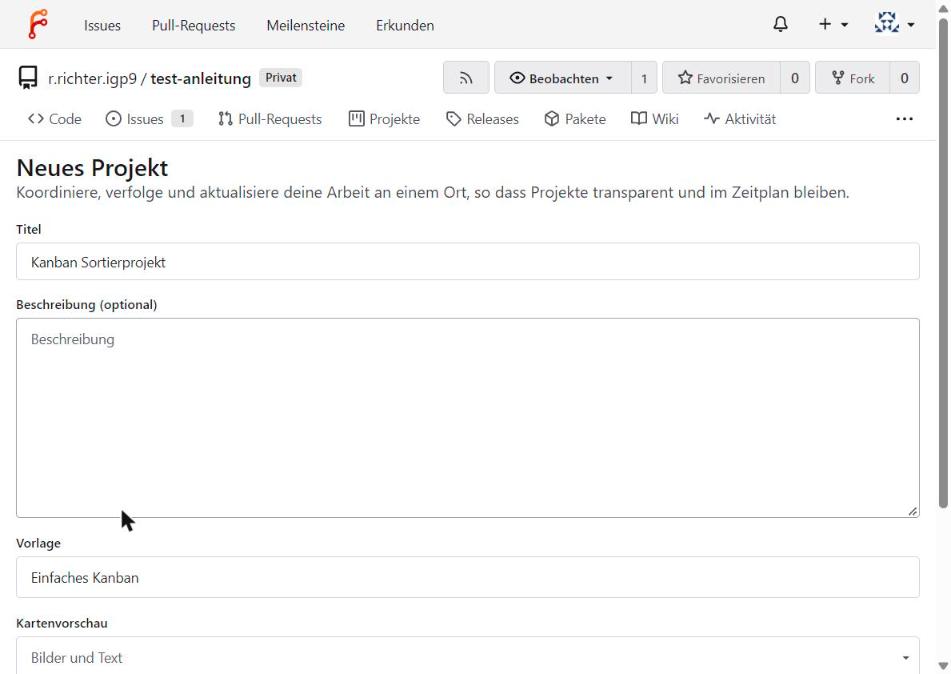 Issues Pull-Requests Meilensteine Erkunden
r.richter.igp9 / test-anleitung Privat Beobachten 1 Favorisieren 0 Fork 0
Code Issues 1 Pull-Requests Projekte Releases Pakete Wiki Aktivität
Neues Projekt
Koordiniere, verfolge und aktualisiere deine Arbeit an einem Ort, so dass Projekte transparent und im Zeitplan bleiben.
Titel
Kanban Sortierprojekt
Beschreibung (optional)
Beschreibung
Vorlage
Einfaches Kanban
Kartenvorschau
Bilder und Text